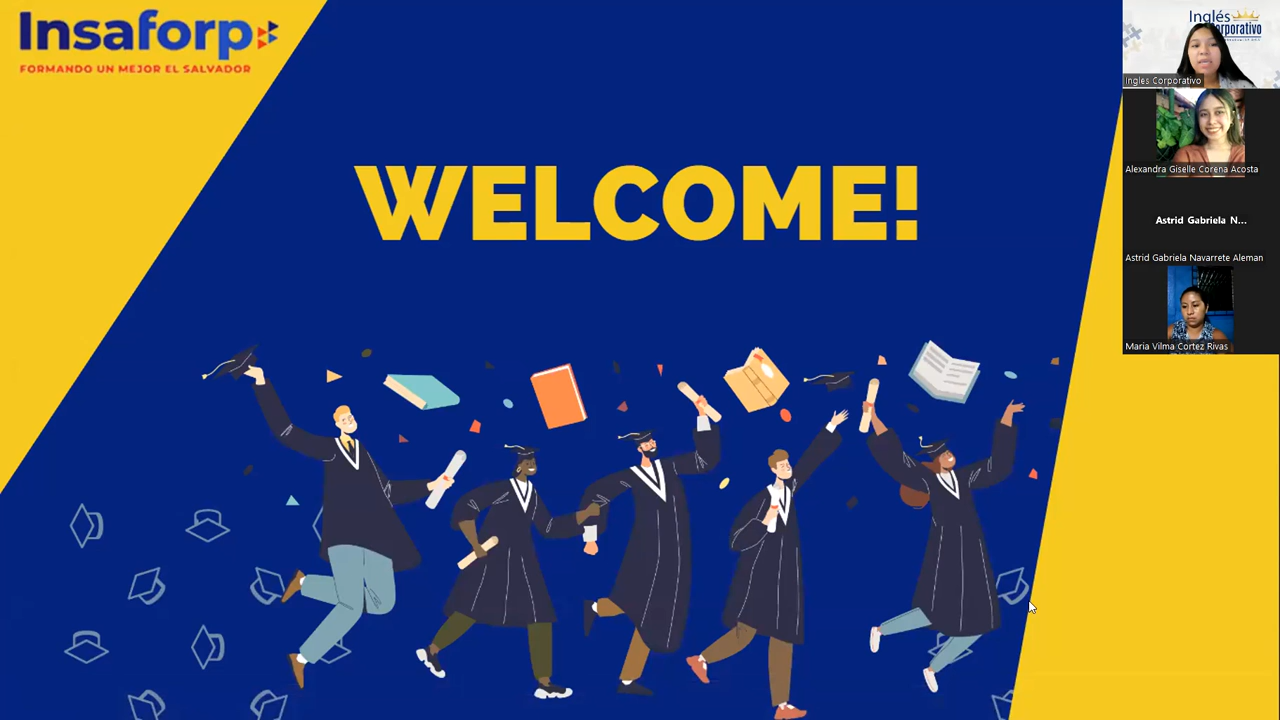 Insaforp
FORMANDO UN MEJOR EL SALVADOR
WELCOME!
Inglés
Corporativo
Ingles Corporativo
Alexandra Giselle Corena Acosta
Astrid Gabriela N...
Astrid Gabriela Navarrete Aleman
Maria Vilma Cortez Rivas